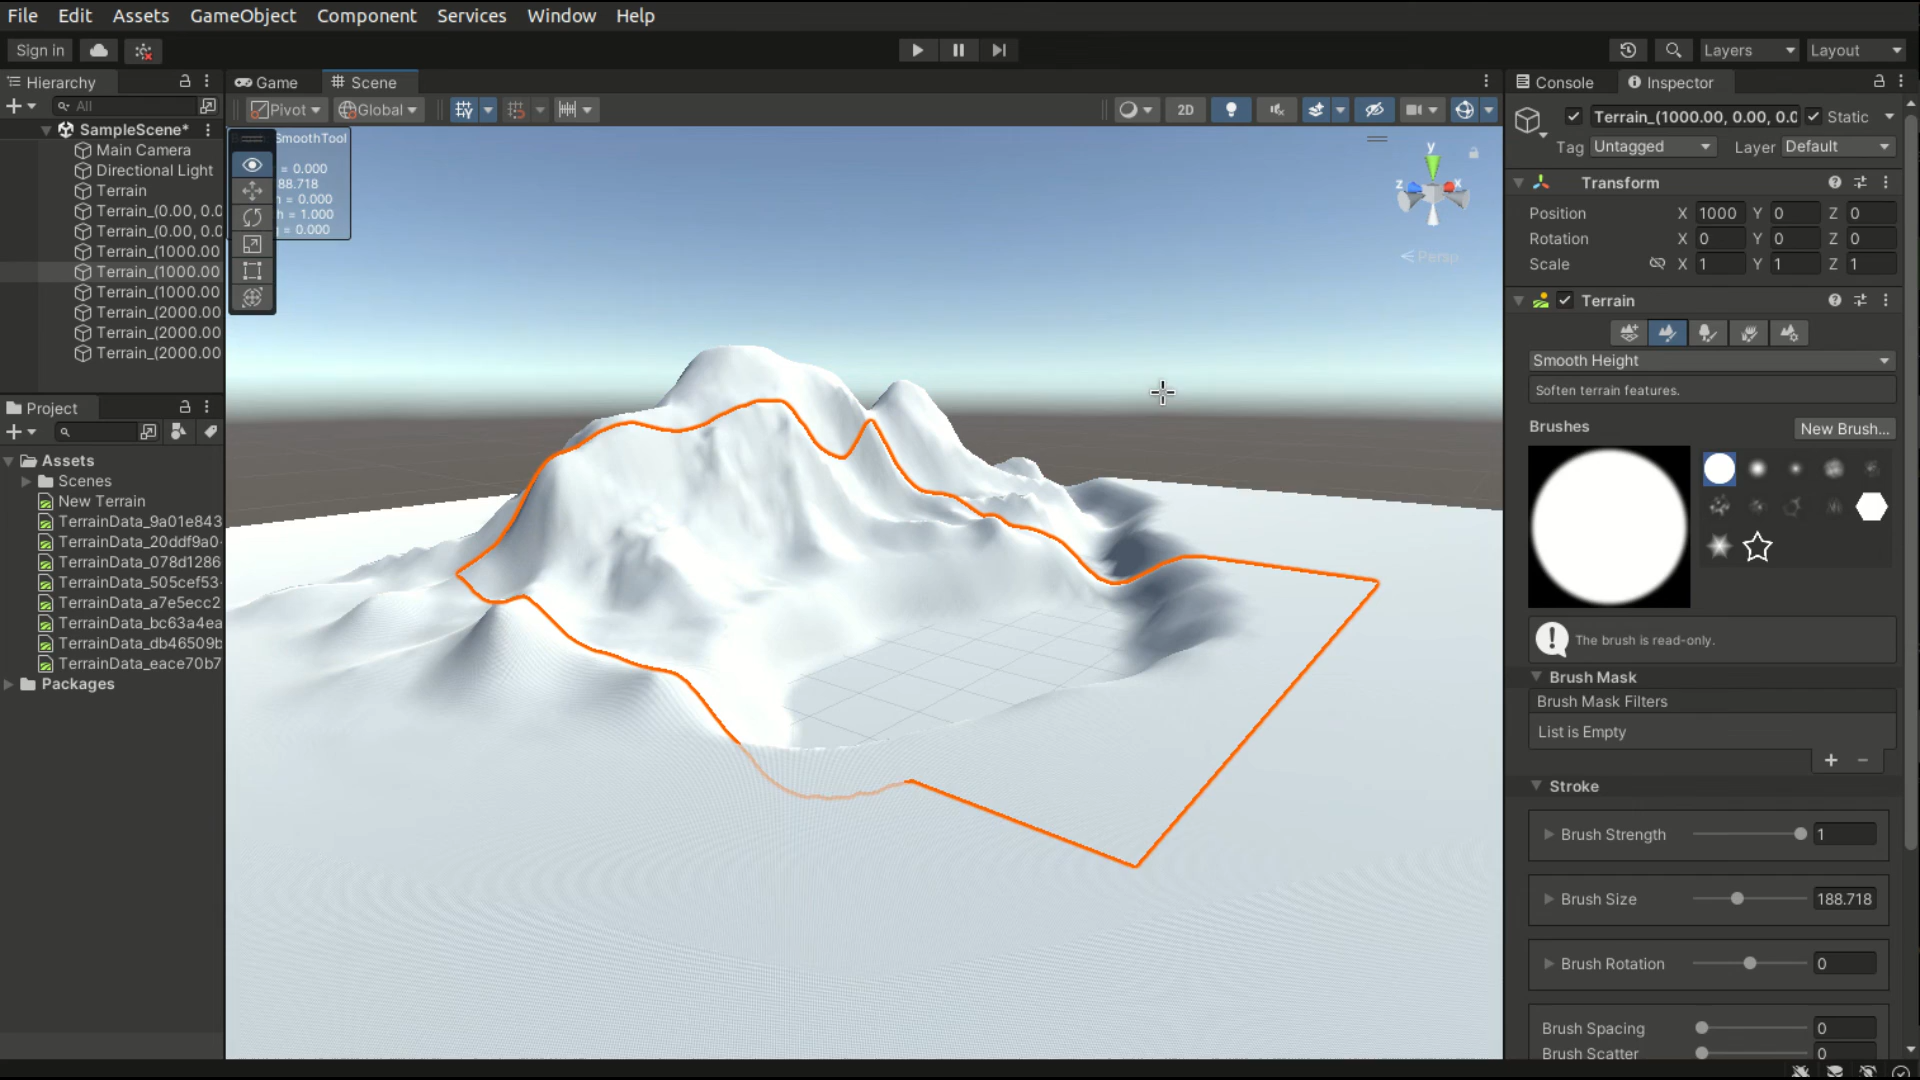 File Edit Assets GameObject Component Services Window Help
Sign in
Layers
Layout
Hierarchy
All
SampleScene*
Main Camera
Directional Light
Terrain
Terrain_(0.00, 0.0
Terrain_(0.00, 0.0
Terrain_(1000.00
Terrain_(1000.00
Terrain_(1000.00
Terrain_(2000.00
Terrain_(2000.00
Terrain_(2000.00
Project
Assets
Scenes
New Terrain
TerrainData_9a01e843
TerrainData_20ddf9a0-
TerrainData_078d1286
TerrainData_505cef53-
TerrainData_a7e5ecc2
TerrainData_bc63a4ea
TerrainData_db46509b
TerrainData_eace70b7
Packages
Game
Scene
Pivot
Global
2D
SmoothTool
= 0.000
88.718
= 0.000
h = 1.000
= 0.000
y
z
x
Persp
Console
Inspector
Terrain_(1000.00, 0.00, 0.0
Static
Tag Untagged
Layer Default
Transform
Position X 1000 Y 0 Z 0
Rotation X 0 Y 0 Z 0
Scale X 1 Y 1 Z 1
Terrain
Smooth Height
Soften terrain features.
Brushes
New Brush...
The brush is read-only.
Brush Mask
Brush Mask Filters
List is Empty
Stroke
Brush Strength 1
Brush Size 188.718
Brush Rotation 0
Brush Spacing 0
Brush Scatter 0